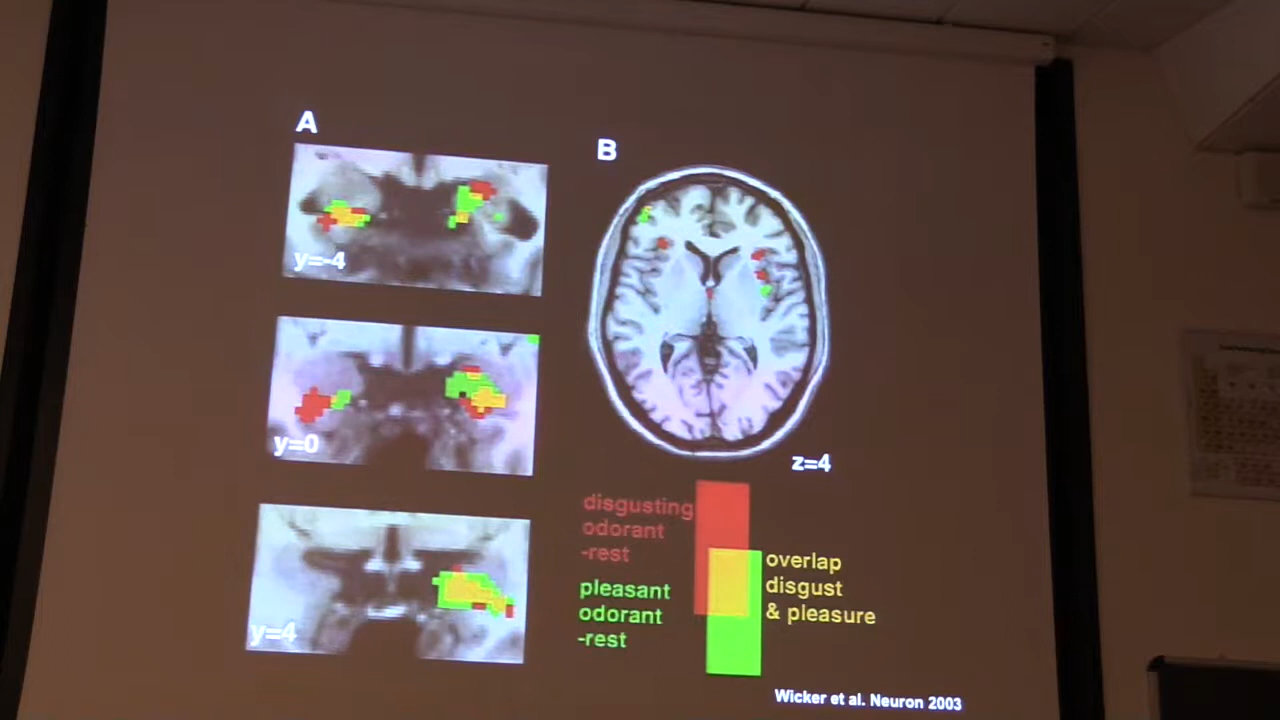 A
B
y=-4
y=0
y=4
z=4
disgusting
odorant
-rest
pleasant
odorant
-rest
overlap
disgust
& pleasure
Wicker et al. Neuron 2003